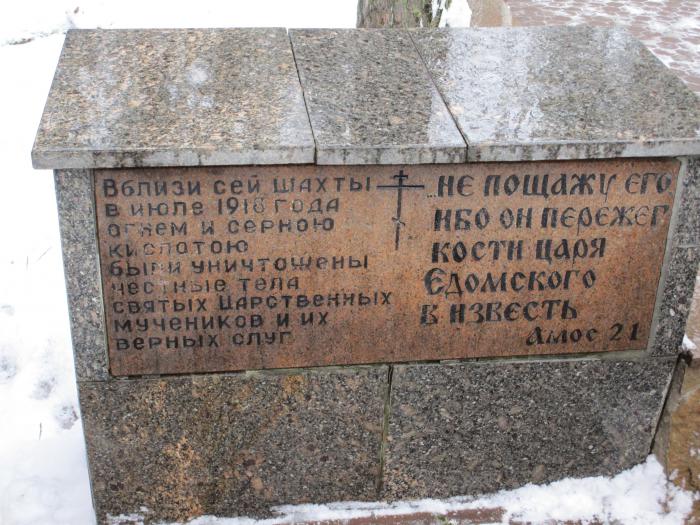 Вблизи сей шахты
в июле 1918 года
огнем и серною
кислотою
были уничтожены
честные тела
святых Царственных
мучеников и их
верных слуг
...не пощажу его
ибо он пережег
кости царя
Едомского
в известь
Амос 2 1